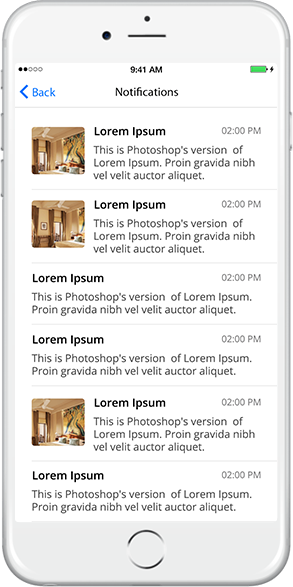 9:41 AM
Back
Notifications
Lorem Ipsum 02:00 PM
This is Photoshop's version of
Lorem Ipsum. Proin gravida nibh
vel velit auctor aliquet.
Lorem Ipsum 02:00 PM
This is Photoshop's version of
Lorem Ipsum. Proin gravida nibh
vel velit auctor aliquet.
Lorem Ipsum 02:00 PM
This is Photoshop's version of Lorem Ipsum.
Proin gravida nibh vel velit auctor aliquet.
Lorem Ipsum 02:00 PM
This is Photoshop's version of Lorem Ipsum.
Proin gravida nibh vel velit auctor aliquet.
Lorem Ipsum 02:00 PM
This is Photoshop's version of
Lorem Ipsum. Proin gravida nibh
vel velit auctor aliquet.
Lorem Ipsum 02:00 PM
This is Photoshop's version of Lorem Ipsum.
Proin gravida nibh vel velit auctor aliquet.